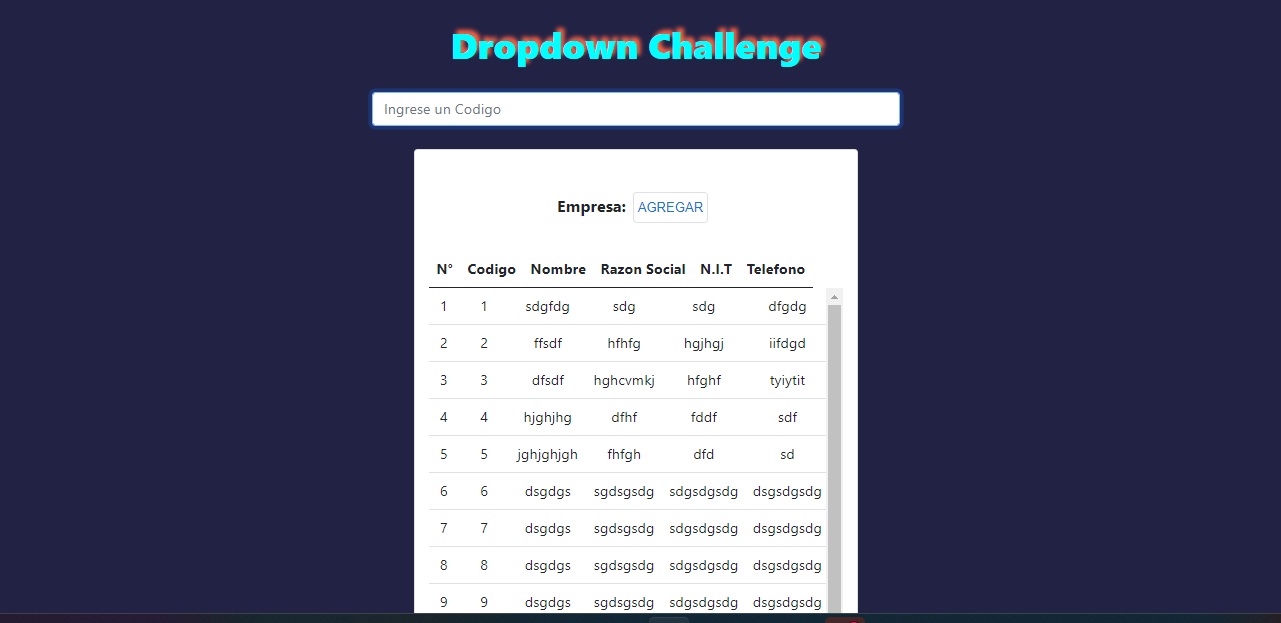 Dropdown Challenge
Ingrese un Codigo
Empresa: AGREGAR
N° Codigo Nombre Razon Social N.I.T Telefono
1 1 sdgfdg sdg sdg dfgdg
2 2 ffsdf hfhfg hgjhgj iifdgd
3 3 dfsdf hghcvmkj hfghf tyiytit
4 4 hjghjhg dfhf fddf sdf
5 5 jghjghjgh fhfgh dfd sd
6 6 dsgdgs sgdsgsdg sdgsdgsdg dsgsdgsdg
7 7 dsgdgs sgdsgsdg sdgsdgsdg dsgsdgsdg
8 8 dsgdgs sgdsgsdg sdgsdgsdg dsgsdgsdg
9 9 dsgdgs sgdsgsdg sdgsdgsdg dsgsdgsdg